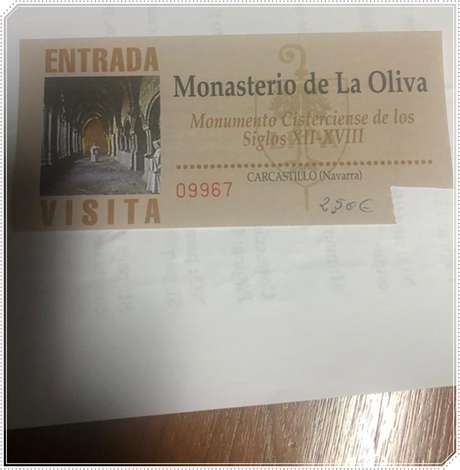 ENTRADA
Monasterio de La Oliva
Monumento Cisterciense de los
Siglos XII-XVIII
CARCASTILLO (Navarra)
09967
2,50€
VISITA